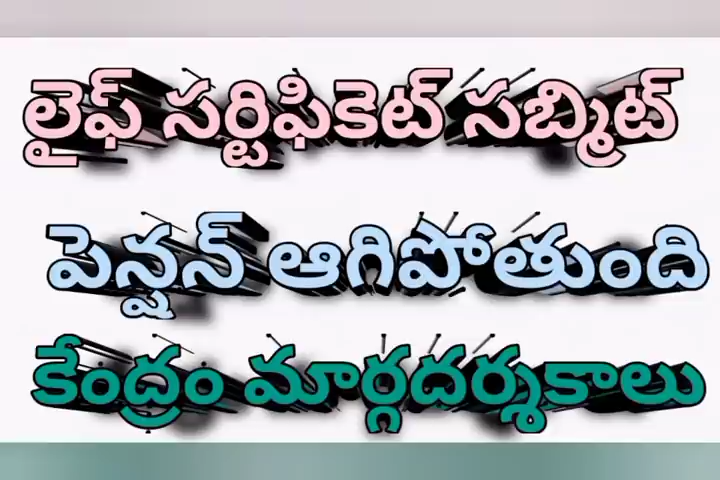 లైఫ్ సర్టిఫికెట్ సబ్మిట్
పెన్షన్ ఆగిపోతుంది
కేంద్రం మార్గదర్శకాలు